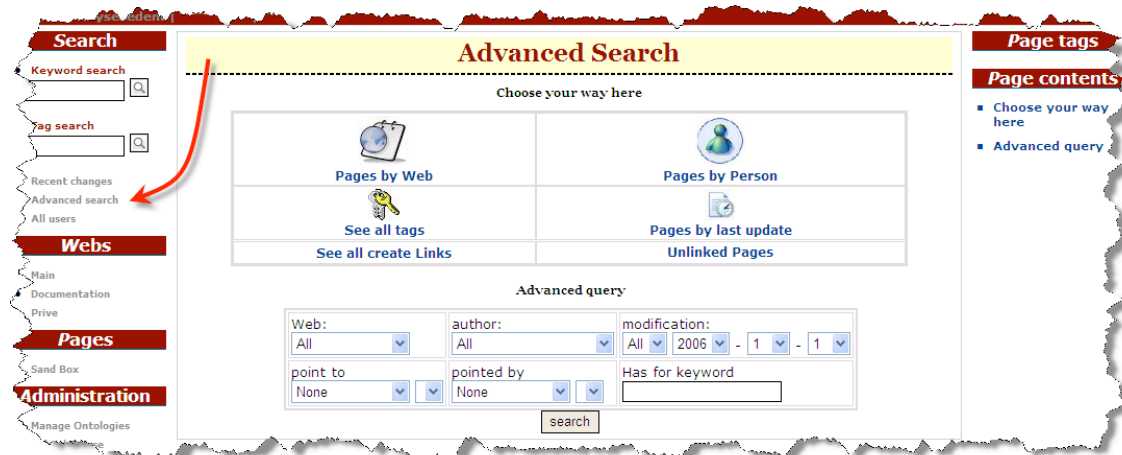 Search
Keyword search
Tag search
Recent changes
Advanced search
All users
Webs
Main
Documentation
Prive
Pages
Sand Box
Administration
Manage Ontologies
Advanced Search
Choose your way here
Pages by Web
Pages by Person
See all tags
Pages by last update
See all create Links
Unlinked Pages
Advanced query
Web:
author:
modification:
All
All
All 2006 - 1 - 1
point to
pointed by
Has for keyword
None
None
search
Page tags
Page contents
Choose your way
here
Advanced query